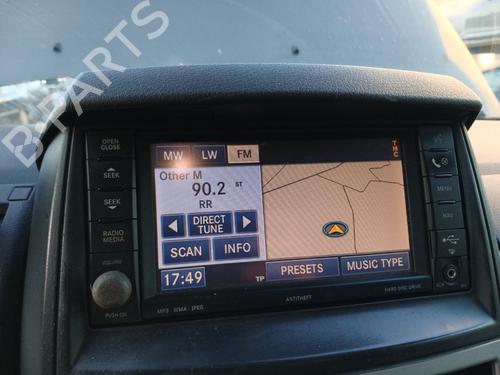 B-PARTS
OPEN
CLOSE
SEEK
SEEK
RADIO
MEDIA
VOLUME
PUSH ON
MW LW FM
Other M
90.2 ST
RR
DIRECT
TUNE
SCAN INFO
17:49 TP PRESETS MUSIC TYPE
TMC
MENU
NAV
AUX
MP3 WMA - JPEG ANTITHEFT HARD DISC DRIVE